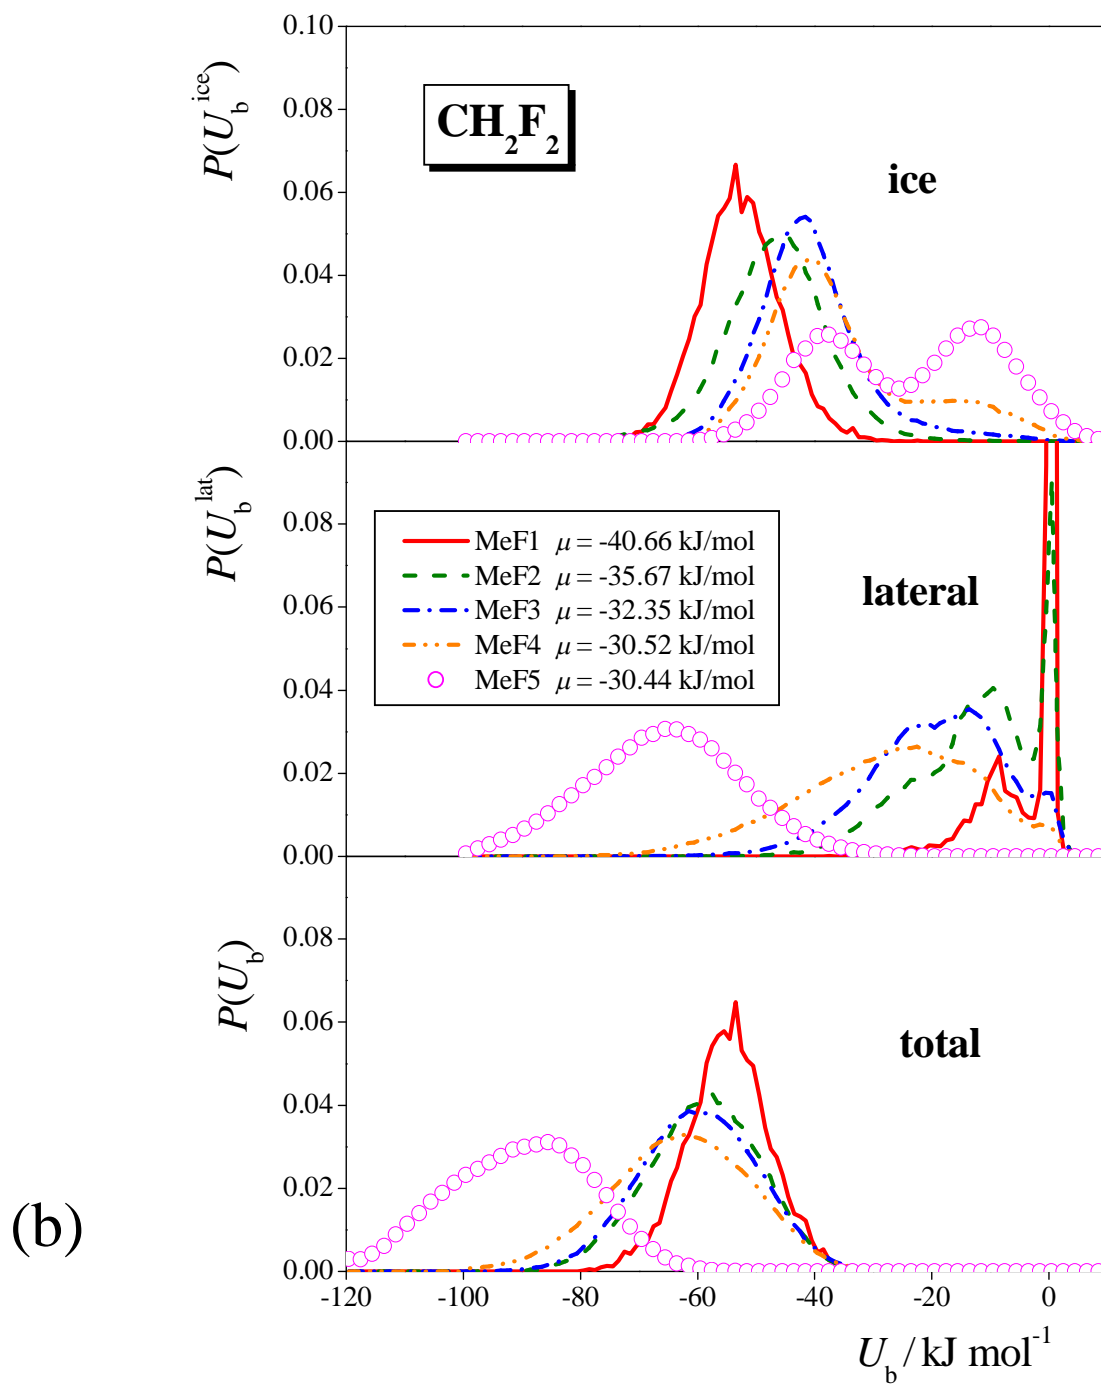 0.10
0.08
0.06
0.04
0.02
0.00
P(U_b^ice)
CH₂F₂
ice
0.08
0.06
0.04
0.02
0.00
P(U_b^lat)
MeF1 μ = -40.66 kJ/mol
MeF2 μ = -35.67 kJ/mol
MeF3 μ = -32.35 kJ/mol
MeF4 μ = -30.52 kJ/mol
MeF5 μ = -30.44 kJ/mol
lateral
0.08
0.06
0.04
0.02
0.00
P(U_b)
total
(b)
-120 -100 -80 -60 -40 -20 0
U_b / kJ mol⁻¹